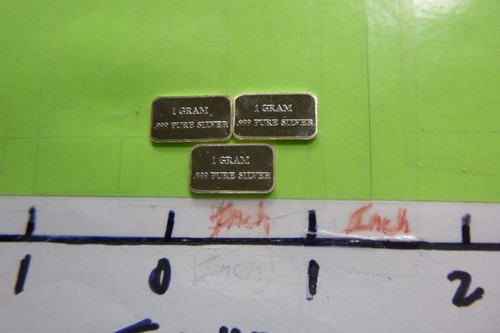 1 GRAM
.999 PURE SILVER
1 GRAM
.999 PURE SILVER
1 GRAM
.999 PURE SILVER
Inch Inch
Inch
1 0 1 2